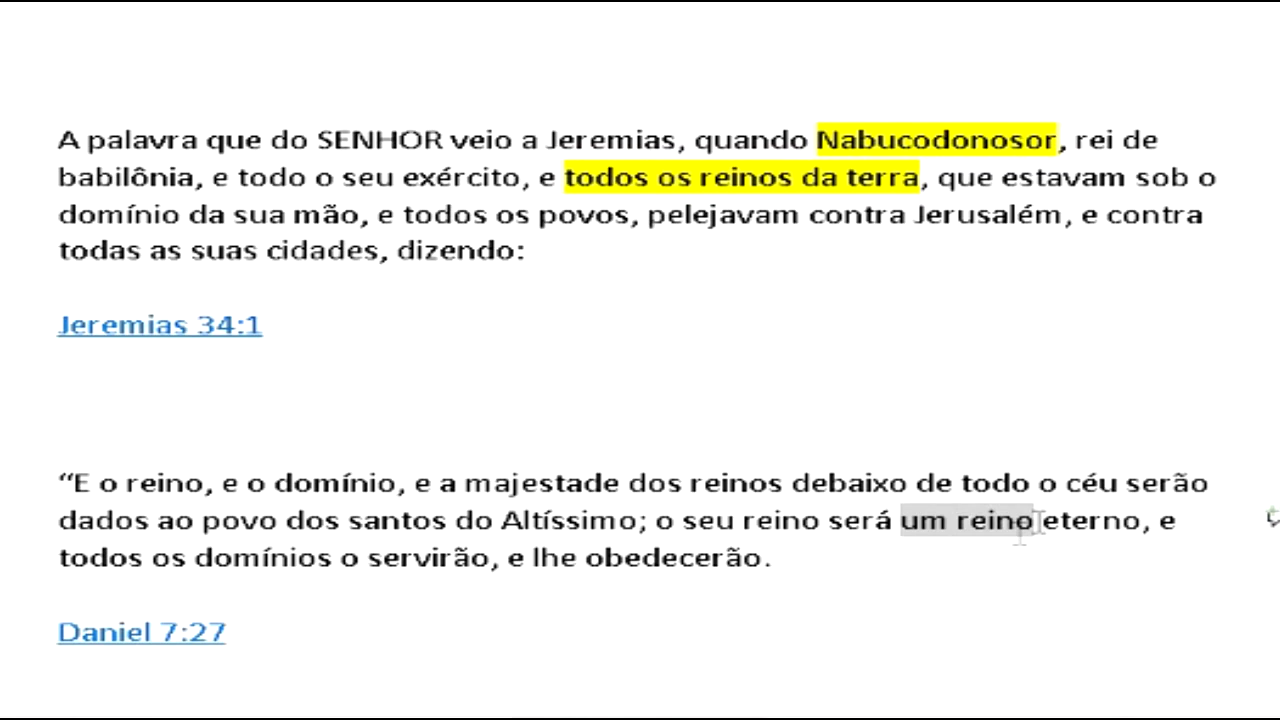 A palavra que do SENHOR veio a Jeremias, quando Nabucodonosor, rei de
babilônia, e todo o seu exército, e todos os reinos da terra, que estavam sob o
domínio da sua mão, e todos os povos, pelejavam contra Jerusalém, e contra
todas as suas cidades, dizendo:
Jeremias 34:1
“E o reino, e o domínio, e a majestade dos reinos debaixo de todo o céu serão
dados ao povo dos santos do Altíssimo; o seu reino será um reino eterno, e
todos os domínios o servirão, e lhe obedecerão.
Daniel 7:27